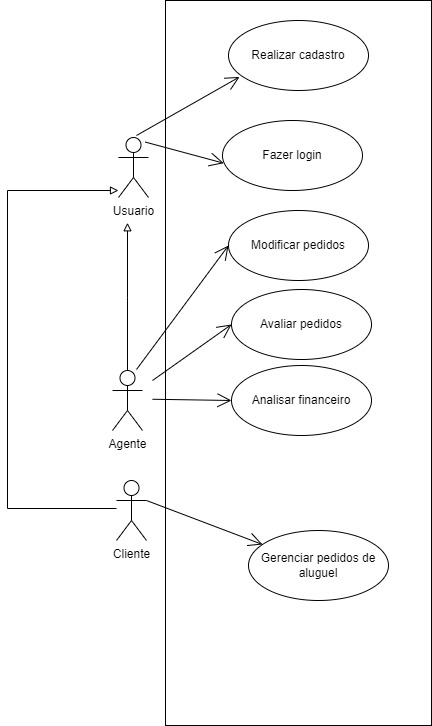 Realizar cadastro
Fazer login
Usuario
Modificar pedidos
Avaliar pedidos
Analisar financeiro
Agente
Cliente
Gerenciar pedidos de
aluguel